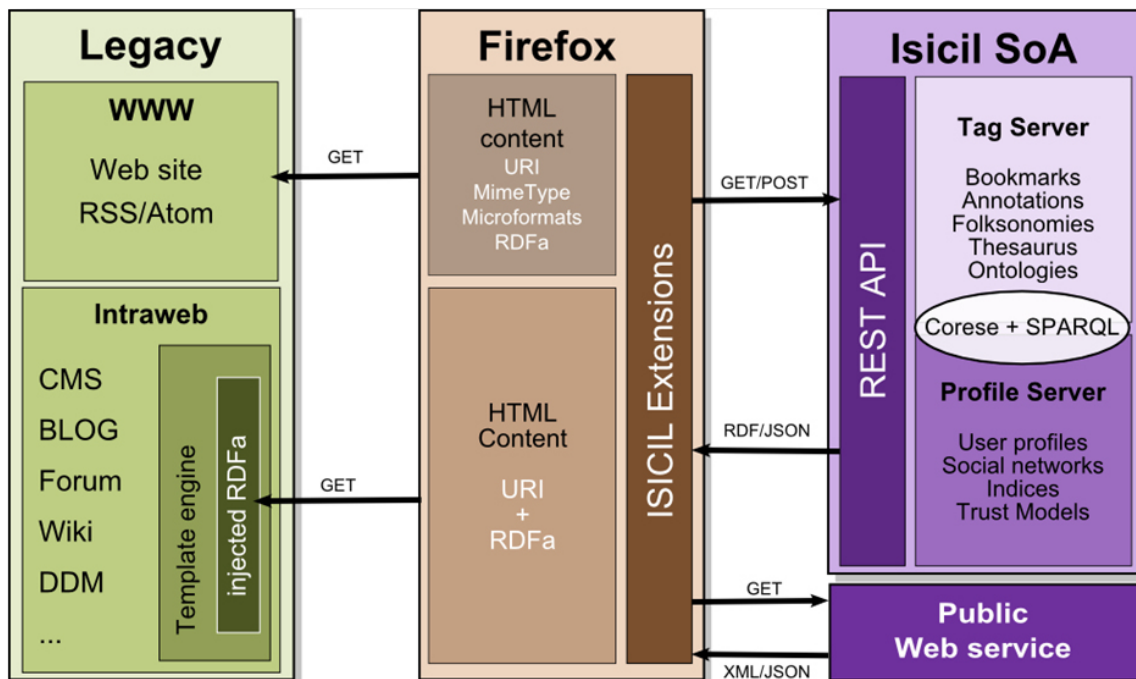 Legacy
WWW
Web site
RSS/Atom
Intraweb
CMS
BLOG
Forum
Wiki
DDM
...
Template engine
injected RDFa
GET
GET
Firefox
HTML
content
URI
MimeType
Microformats
RDFa
HTML
Content
URI
+
RDFa
ISICIL Extensions
GET/POST
RDF/JSON
GET
XML/JSON
Isicil SoA
REST API
Tag Server
Bookmarks
Annotations
Folksonomies
Thesaurus
Ontologies
Corese + SPARQL
Profile Server
User profiles
Social networks
Indices
Trust Models
Public
Web service